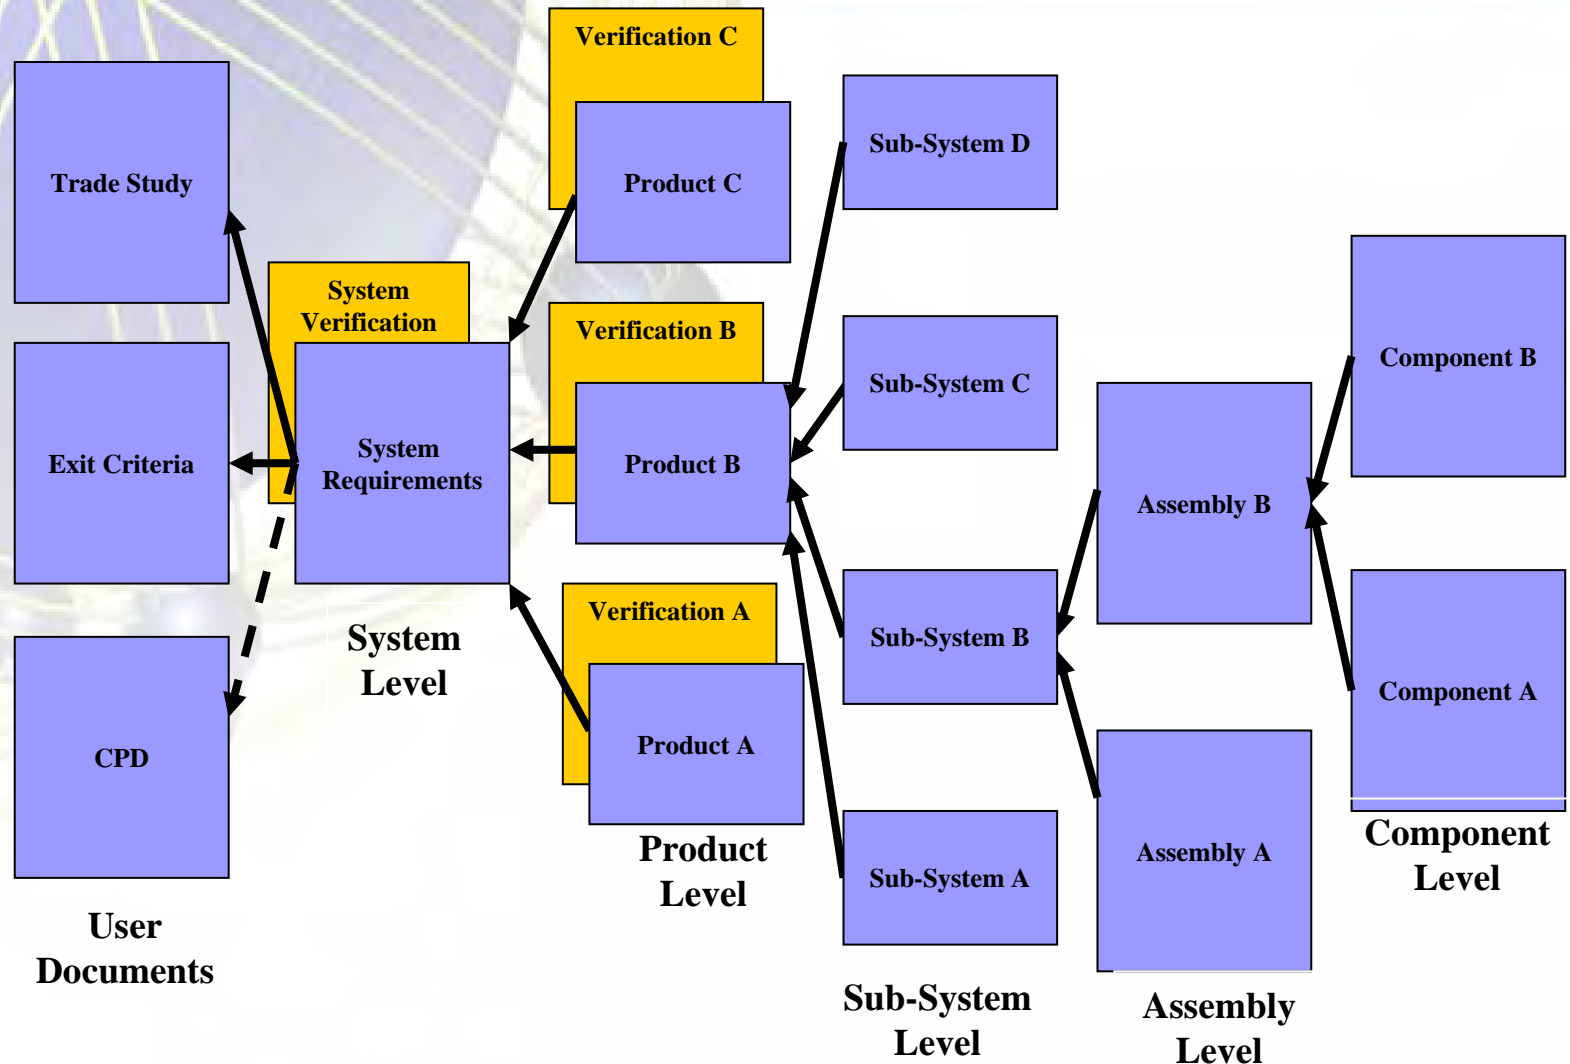 Verification C
Trade Study
Product C
Sub-System D
System
Verification
Verification B
Exit Criteria
System
Requirements
Product B
Sub-System C
Assembly B
Component B
Verification A
System
Level
Sub-System B
Component A
CPD
Product A
Product
Level
Sub-System A
Assembly A
Component
Level
User
Documents
Sub-System
Level
Assembly
Level